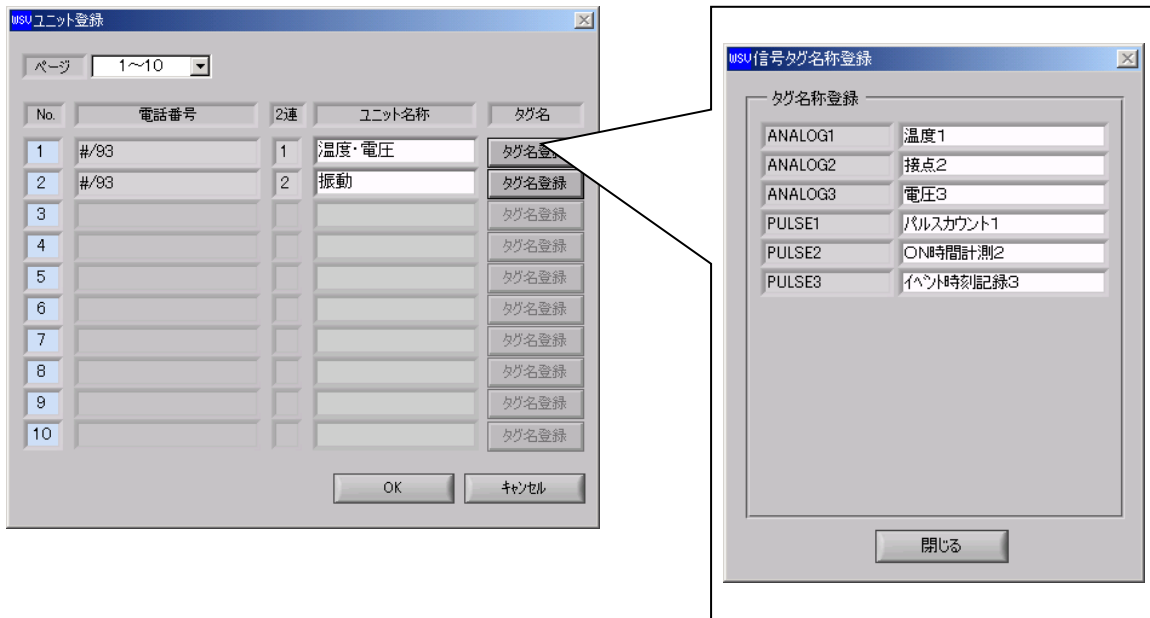 WSV ユニット登録
ページ 1～10
No. 電話番号 2連 ユニット名称 タグ名
1 #/93 1 温度・電圧 タグ名登録
2 #/93 2 振動 タグ名登録
3 タグ名登録
4 タグ名登録
5 タグ名登録
6 タグ名登録
7 タグ名登録
8 タグ名登録
9 タグ名登録
10 タグ名登録
OK キャンセル
WSV 信号タグ名称登録
タグ名称登録
ANALOG1 温度1
ANALOG2 接点2
ANALOG3 電圧3
PULSE1 パルスカウント1
PULSE2 ON時間計測2
PULSE3 イベント時刻記録3
閉じる